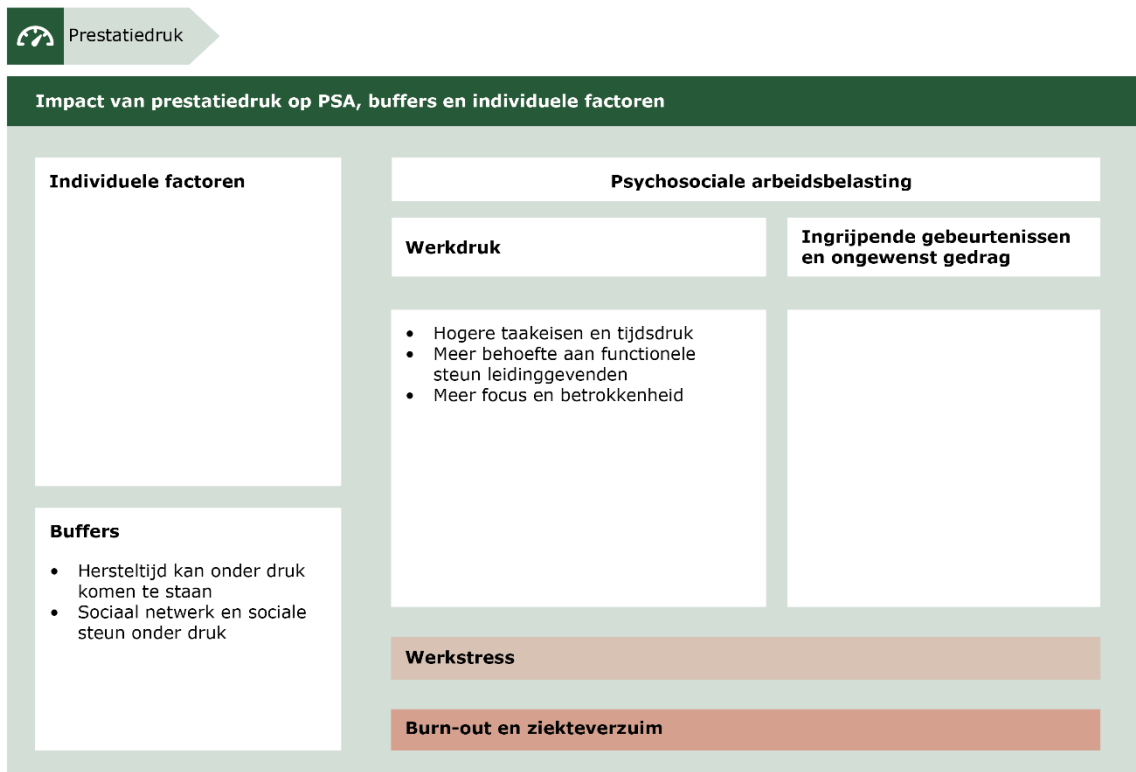 Prestatiedruk
Impact van prestatiedruk op PSA, buffers en individuele factoren
Individuele factoren
Buffers
• Hersteltijd kan onder druk
komen te staan
• Sociaal netwerk en sociale
steun onder druk
Psychosociale arbeidsbelasting
Werkdruk
• Hogere taakeisen en tijdsdruk
• Meer behoefte aan functionele
steun leidinggevenden
• Meer focus en betrokkenheid
Ingrijpende gebeurtenissen
en ongewenst gedrag
Werkstress
Burn-out en ziekteverzuim